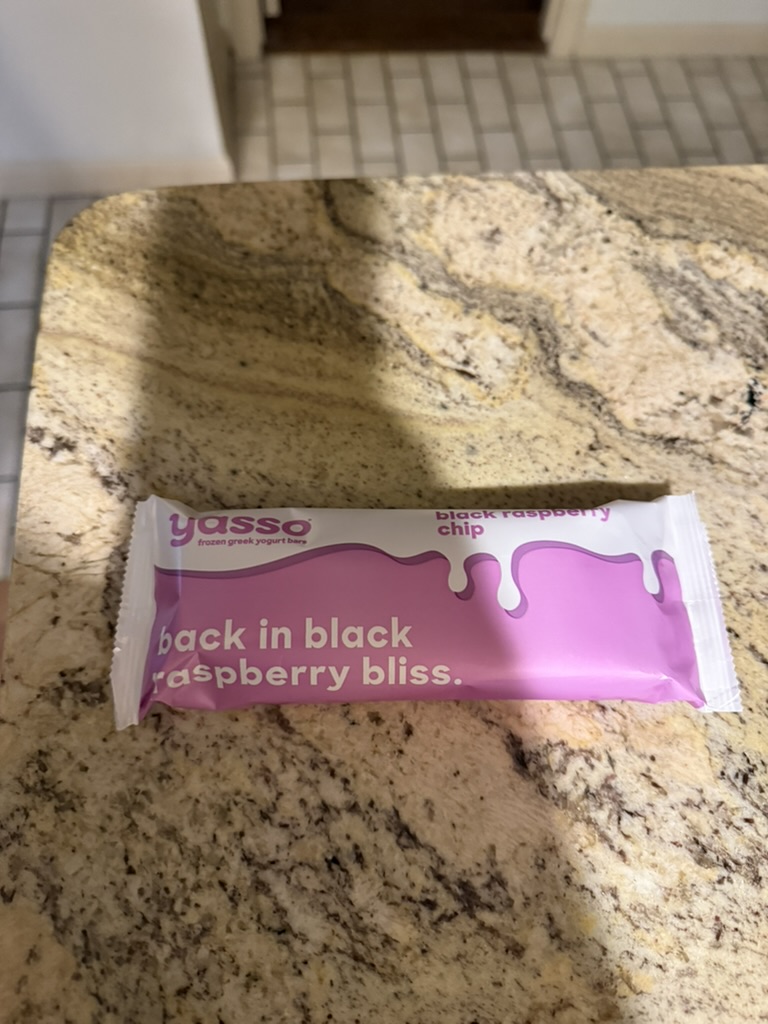 yasso
frozen greek yogurt bars
black raspberry
chip
back in black
raspberry bliss.